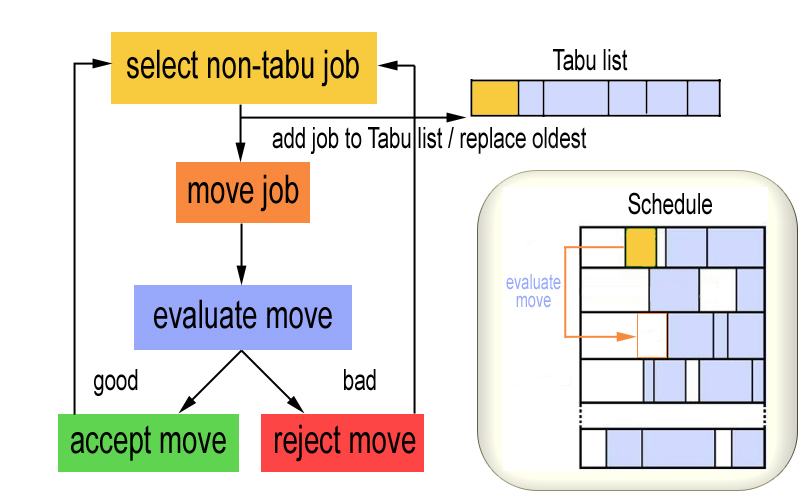 select non-tabu job
Tabu list
add job to Tabu list / replace oldest
move job
Schedule
evaluate
move
evaluate move
good
bad
accept move
reject move